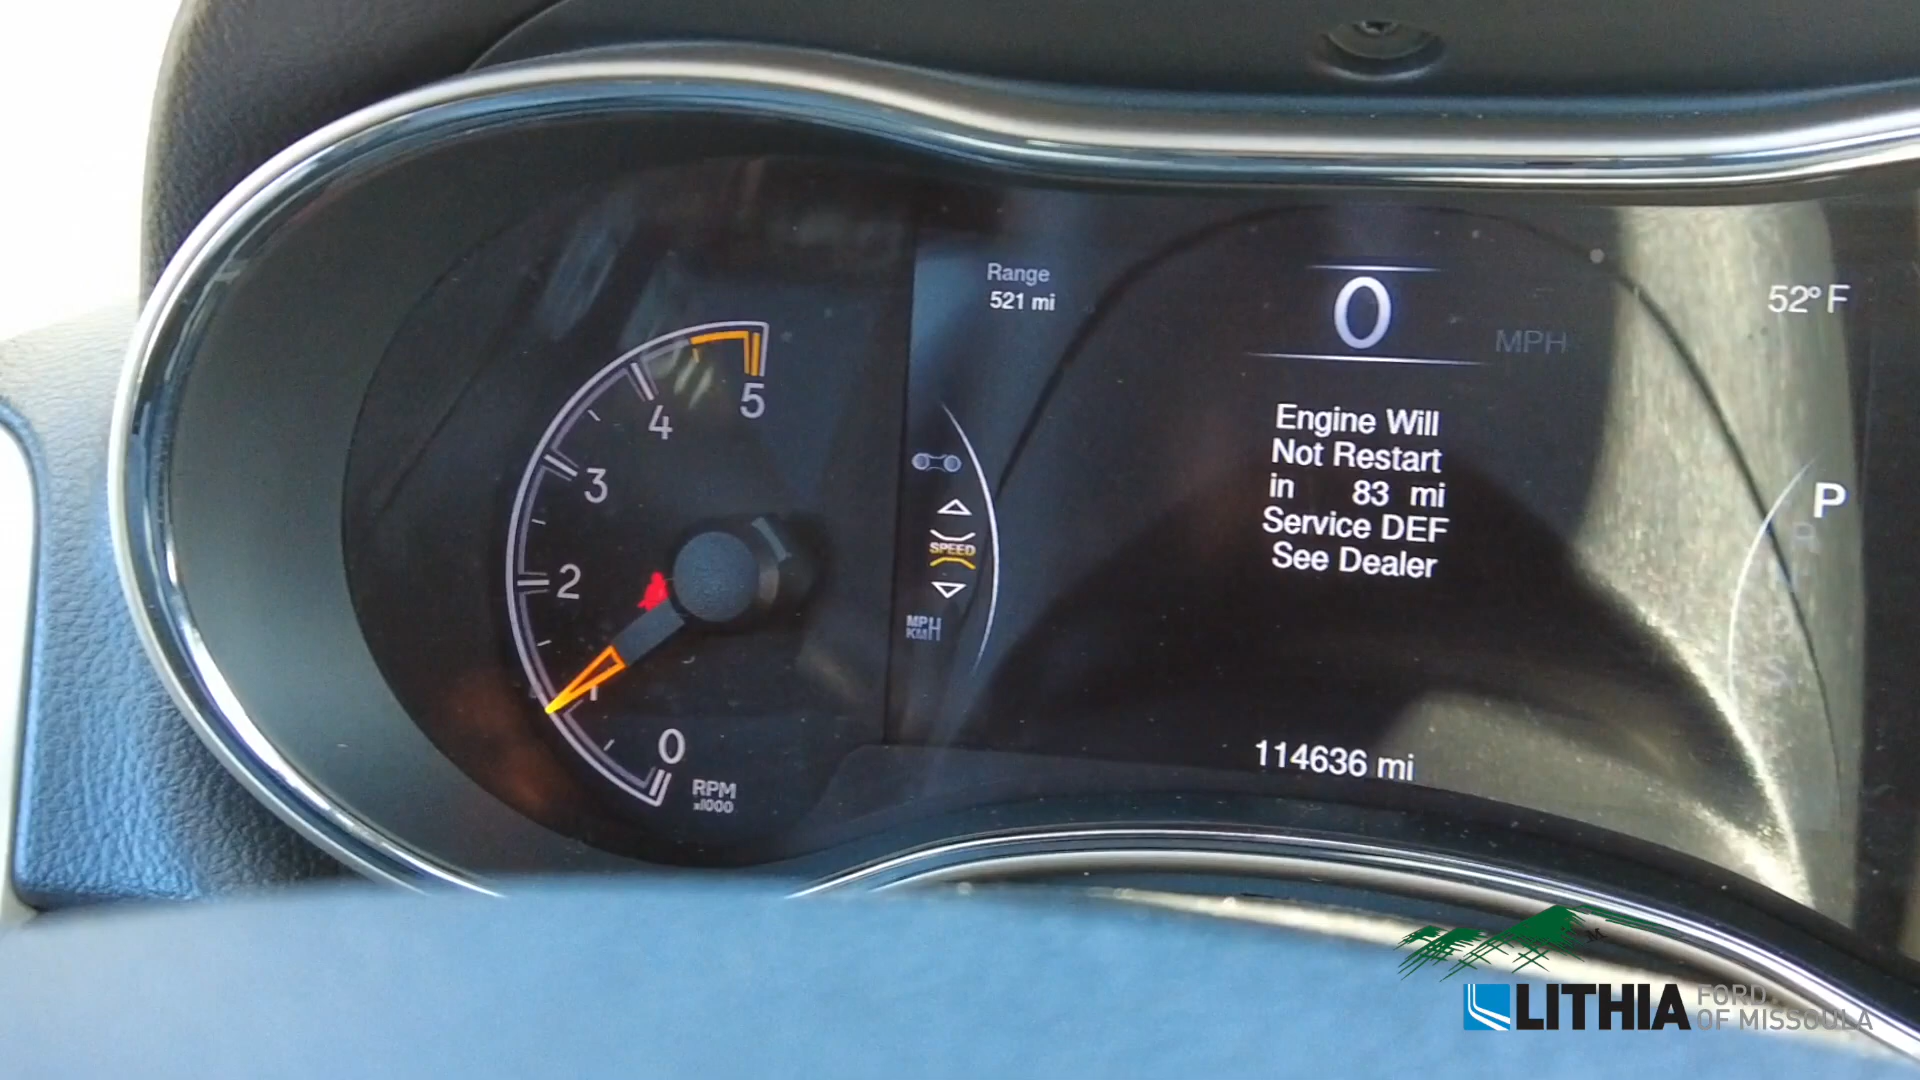 Range
521 mi
0
MPH
52° F
5
4
3
2
1
0
RPM
x1000
SPEED
MPH
KMH
Engine Will
Not Restart
in 83 mi
Service DEF
See Dealer
P
R
N
D
S
114636 mi
LITHIA
FORD
OF MISSOULA